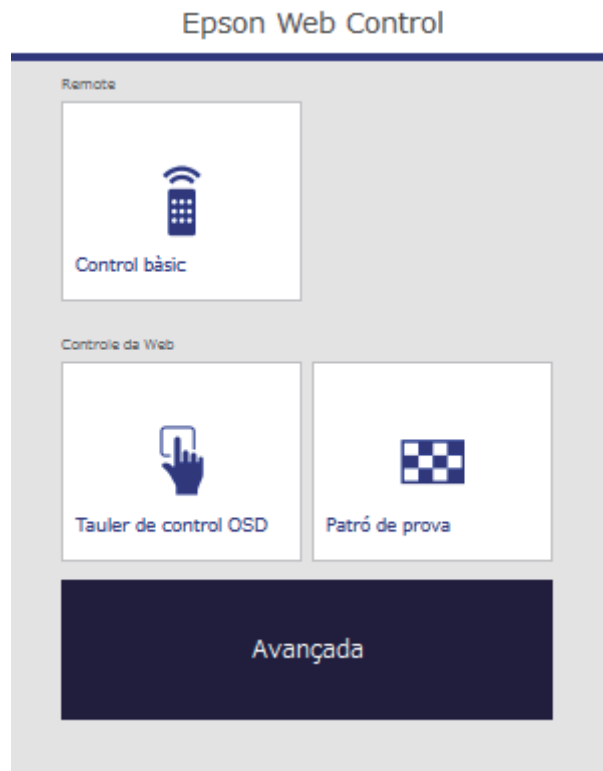 Epson Web Control
Remote
Control bàsic
Controle da Web
Tauler de control OSD
Patró de prova
Avançada